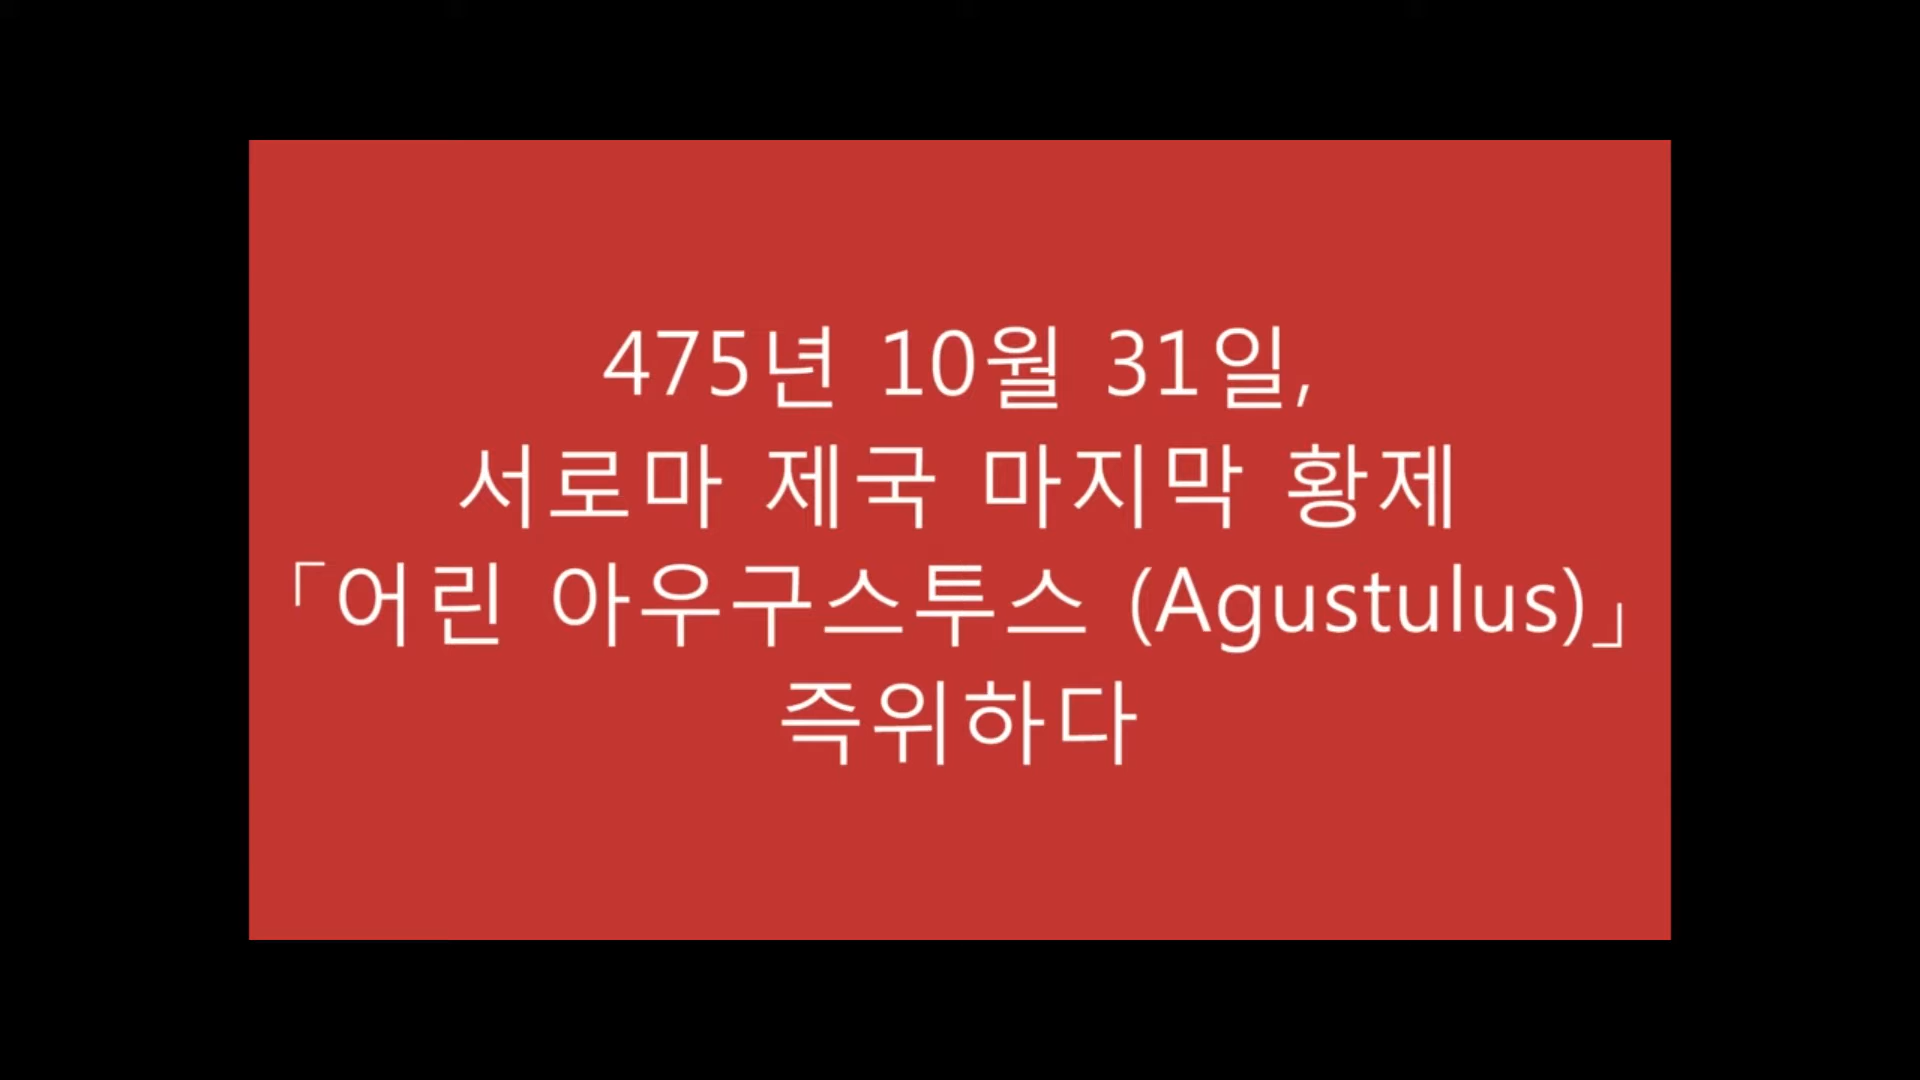 475년 10월 31일,
서로마 제국 마지막 황제
「어린 아우구스투스 (Agustulus)」
즉위하다